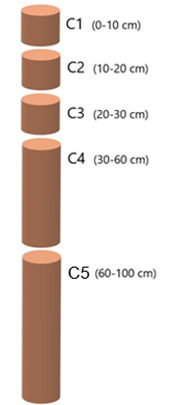 C1 (0-10 cm)
C2 (10-20 cm)
C3 (20-30 cm)
C4 (30-60 cm)
C5 (60-100 cm)